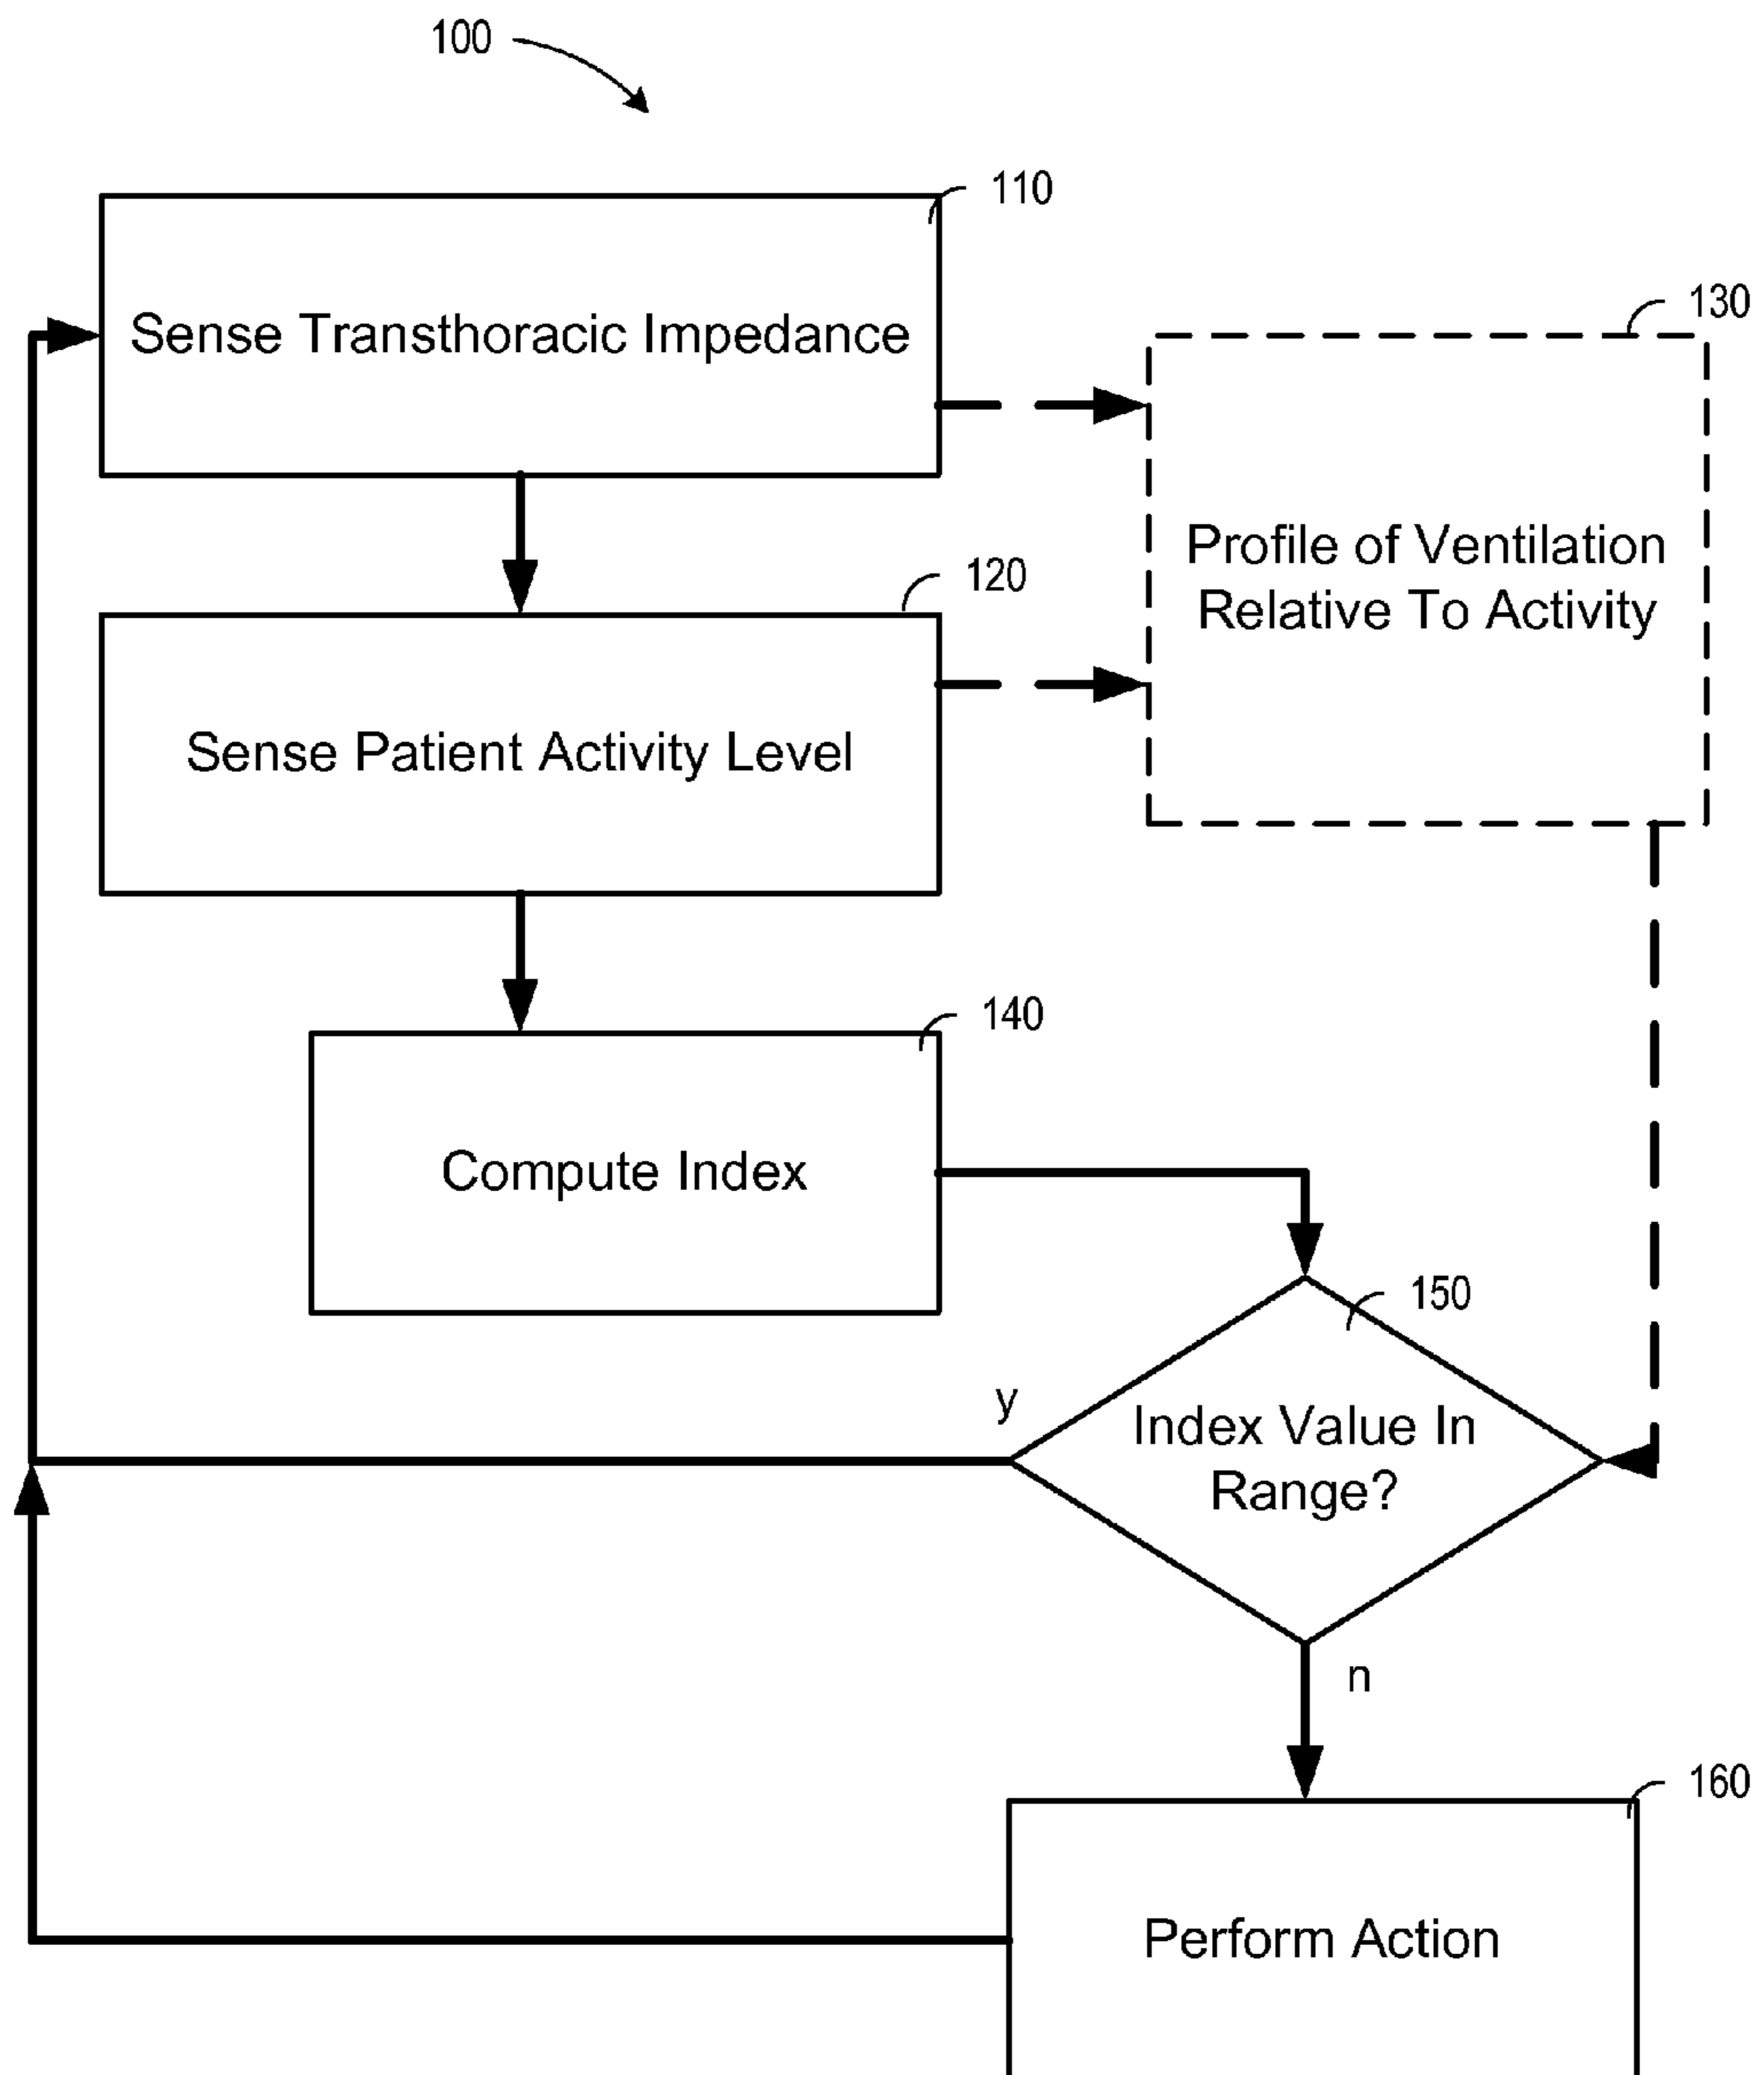 100
110
Sense Transthoracic Impedance
130
Profile of Ventilation
Relative To Activity
120
Sense Patient Activity Level
140
Compute Index
150
y
Index Value In
Range?
n
160
Perform Action